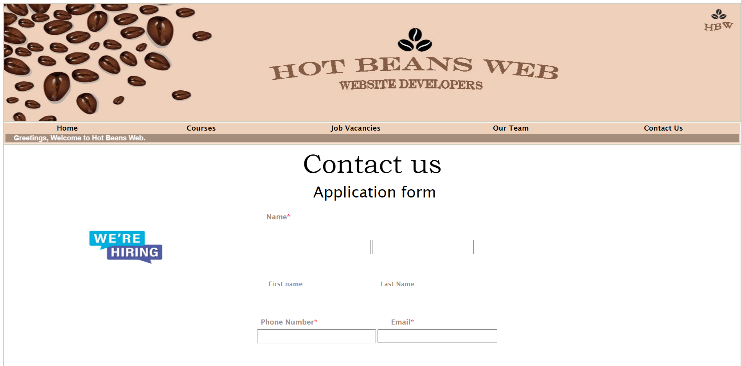 HBW
HOT BEANS WEB
WEBSITE DEVELOPERS
Home Courses Job Vacancies Our Team Contact Us
Greetings, Welcome to Hot Beans Web.
Contact us
Application form
Name*
WE'RE
HIRING
First name Last Name
Phone Number* Email*